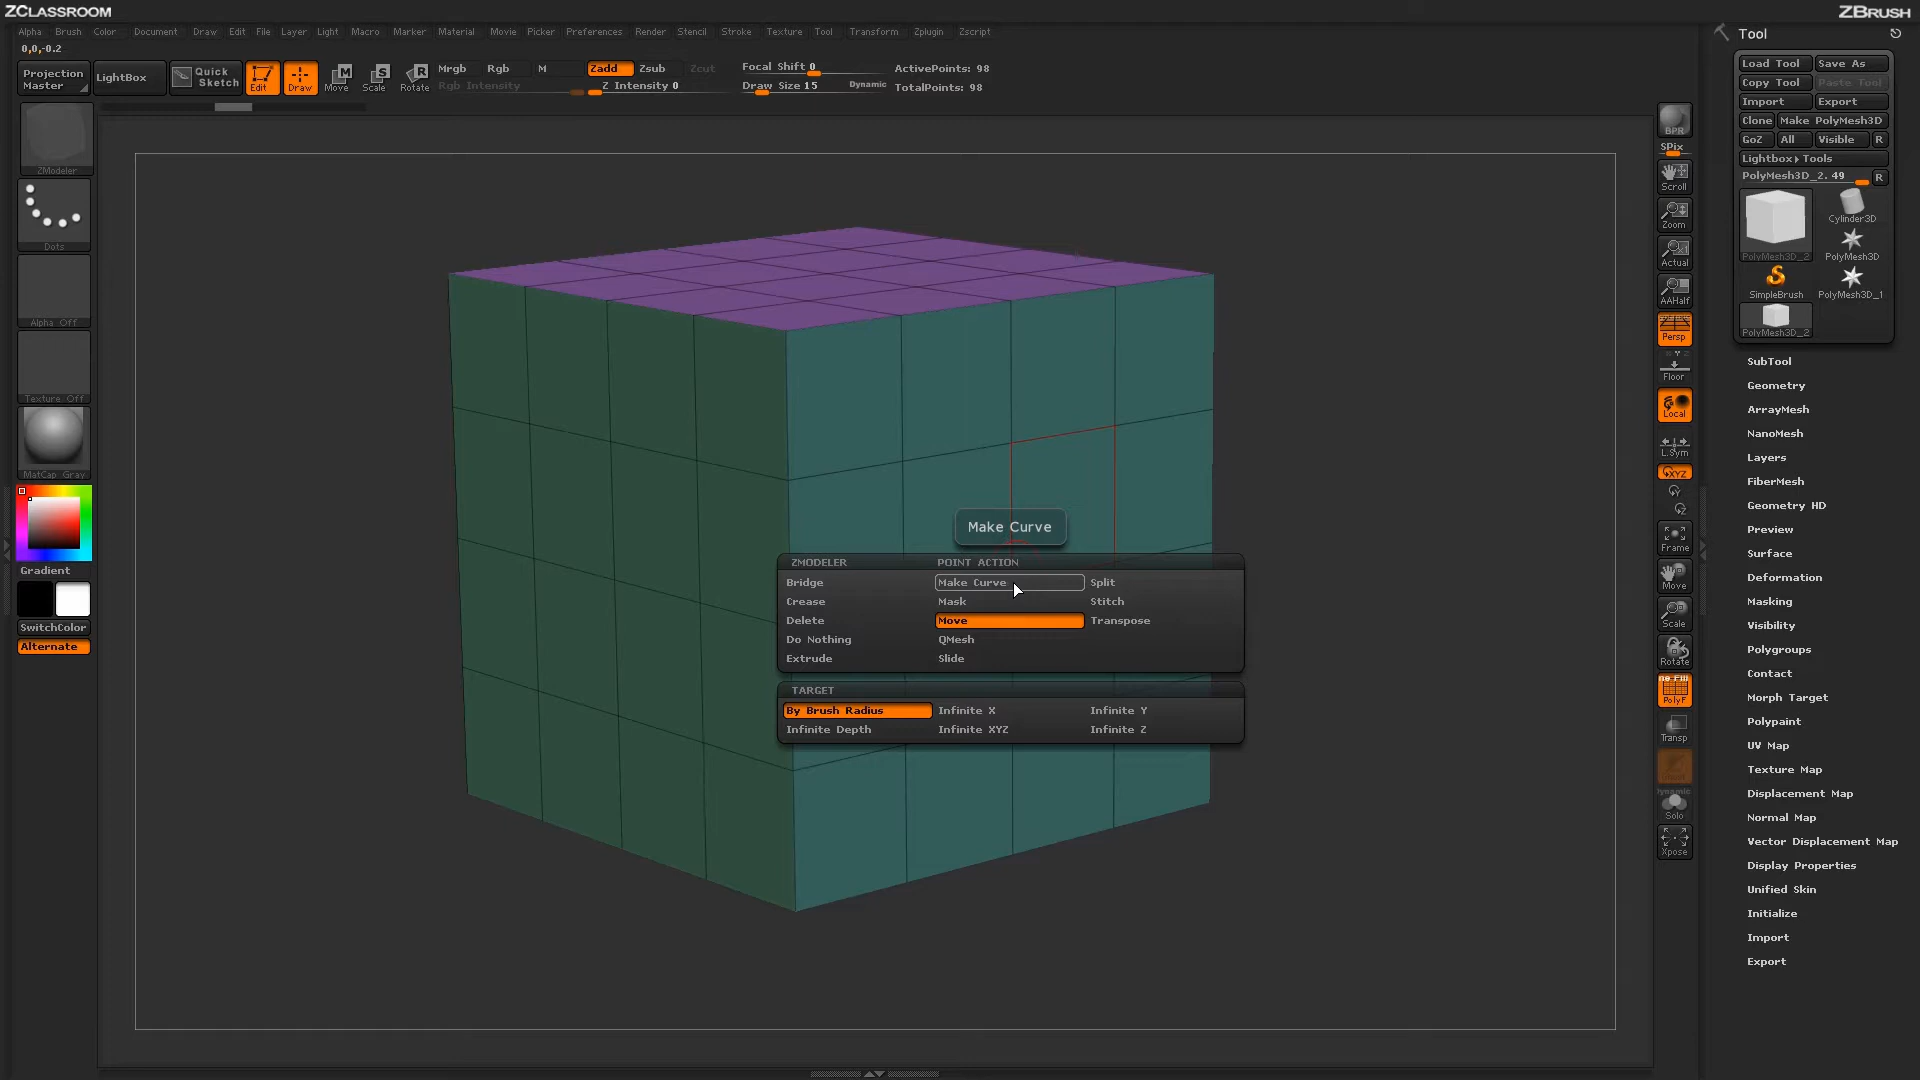 ZCLASSROOM
ZBRUSH
Alpha Brush Color Document Draw Edit File Layer Light Macro Marker Material Movie Picker Preferences Render Stencil Stroke Texture Tool Transform Zplugin Zscript
0,0,-0.2
Projection Master
LightBox
Quick Sketch
Edit
Draw
Move
Scale
Rotate
Mrgb Rgb M
Rgb Intensity
Zadd Zsub Zcut
Z Intensity 0
Focal Shift 0
Draw Size 15
Dynamic
ActivePoints: 98
TotalPoints: 98
ZModeler
Dots
Alpha Off
Texture Off
MatCap Gray
Gradient
SwitchColor
Alternate
Make Curve
ZMODELER POINT ACTION
Bridge Make Curve Split
Crease Mask Stitch
Delete Move Transpose
Do Nothing QMesh
Extrude Slide
TARGET
By Brush Radius Infinite X Infinite Y
Infinite Depth Infinite XYZ Infinite Z
BPR
SPix
Scroll
Zoom
Actual
AAHalf
Persp
Floor
Local
L.Sym
XYZ
Frame
Move
Scale
Rotate
PolyF
Transp
Dynamic
Solo
Xpose
Tool
Load Tool Save As
Copy Tool Paste Tool
Import Export
Clone Make PolyMesh3D
GoZ All Visible R
Lightbox▸Tools
PolyMesh3D_2. 49 R
PolyMesh3D_2
Cylinder3D
PolyMesh3D
SimpleBrush
PolyMesh3D_1
PolyMesh3D_2
SubTool
Geometry
ArrayMesh
NanoMesh
Layers
FiberMesh
Geometry HD
Preview
Surface
Deformation
Masking
Visibility
Polygroups
Contact
Morph Target
Polypaint
UV Map
Texture Map
Displacement Map
Normal Map
Vector Displacement Map
Display Properties
Unified Skin
Initialize
Import
Export